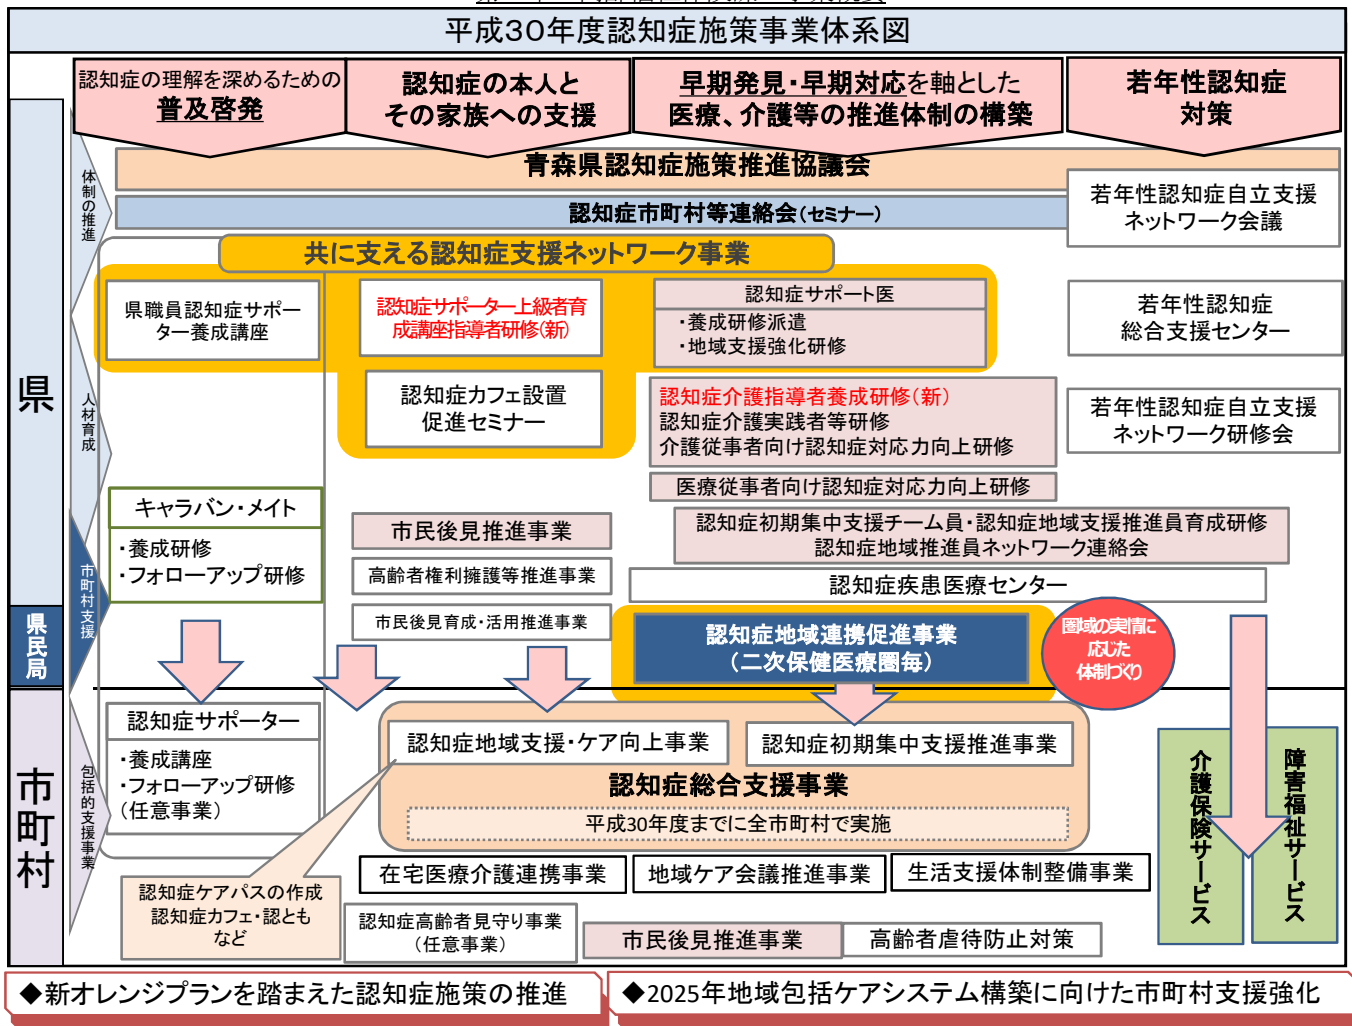 平成30年度認知症施策事業体系図
認知症の理解を深めるための
普及啓発
認知症の本人と
その家族への支援
早期発見・早期対応を軸とした
医療、介護等の推進体制の構築
若年性認知症
対策
県
県民局
市町村
体制の推進
人材育成
市町村支援
包括的支援事業
青森県認知症施策推進協議会
認知症市町村等連絡会(セミナー)
若年性認知症自立支援
ネットワーク会議
共に支える認知症支援ネットワーク事業
県職員認知症サポー
ター養成講座
認知症サポーター上級者育
成講座指導者研修(新)
認知症サポート医
・養成研修派遣
・地域支援強化研修
若年性認知症
総合支援センター
認知症カフェ設置
促進セミナー
認知症介護指導者養成研修(新)
認知症介護実践者等研修
介護従事者向け認知症対応力向上研修
若年性認知症自立支援
ネットワーク研修会
医療従事者向け認知症対応力向上研修
キャラバン・メイト
・養成研修
・フォローアップ研修
市民後見推進事業
認知症初期集中支援チーム員・認知症地域支援推進員育成研修
認知症地域推進員ネットワーク連絡会
高齢者権利擁護等推進事業
認知症疾患医療センター
市民後見育成・活用推進事業
認知症地域連携促進事業
(二次保健医療圏毎)
圏域の実情に
応じた
体制づくり
認知症サポーター
・養成講座
・フォローアップ研修
(任意事業)
認知症地域支援・ケア向上事業
認知症初期集中支援推進事業
認知症総合支援事業
平成30年度までに全市町村で実施
介護保険サービス
障害福祉サービス
認知症ケアパスの作成
認知症カフェ・認とも
など
在宅医療介護連携事業
地域ケア会議推進事業
生活支援体制整備事業
認知症高齢者見守り事業
(任意事業)
市民後見推進事業
高齢者虐待防止対策
◆新オレンジプランを踏まえた認知症施策の推進
◆2025年地域包括ケアシステム構築に向けた市町村支援強化